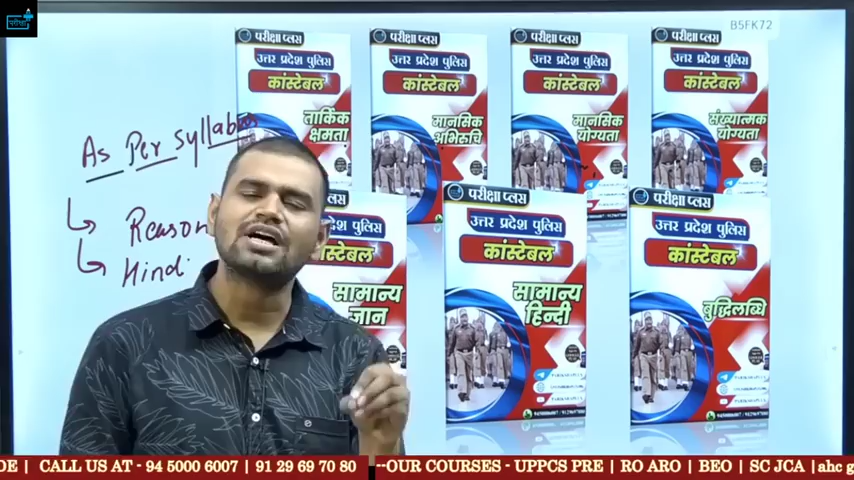 परीक्षा
B5FK72
परीक्षा प्लस
उत्तर प्रदेश पुलिस
कांस्टेबल
तार्किक
क्षमता
परीक्षा प्लस
उत्तर प्रदेश पुलिस
कांस्टेबल
मानसिक
अभिरुचि
परीक्षा प्लस
उत्तर प्रदेश पुलिस
कांस्टेबल
मानसिक
योग्यता
परीक्षा प्लस
उत्तर प्रदेश पुलिस
कांस्टेबल
संख्यात्मक
योग्यता
As Per syllabus
Reason
Hindi
पुलिस
स्टेबल
सामान्य
ज्ञान
परीक्षा प्लस
उत्तर प्रदेश पुलिस
कांस्टेबल
सामान्य
हिन्दी
परीक्षा प्लस
उत्तर प्रदेश पुलिस
कांस्टेबल
बुद्धिलब्धि
DE | CALL US AT - 94 5000 6007 | 91 29 69 70 80 --OUR COURSES - UPPCS PRE | RO ARO | BEO | SC JCA |ahc g